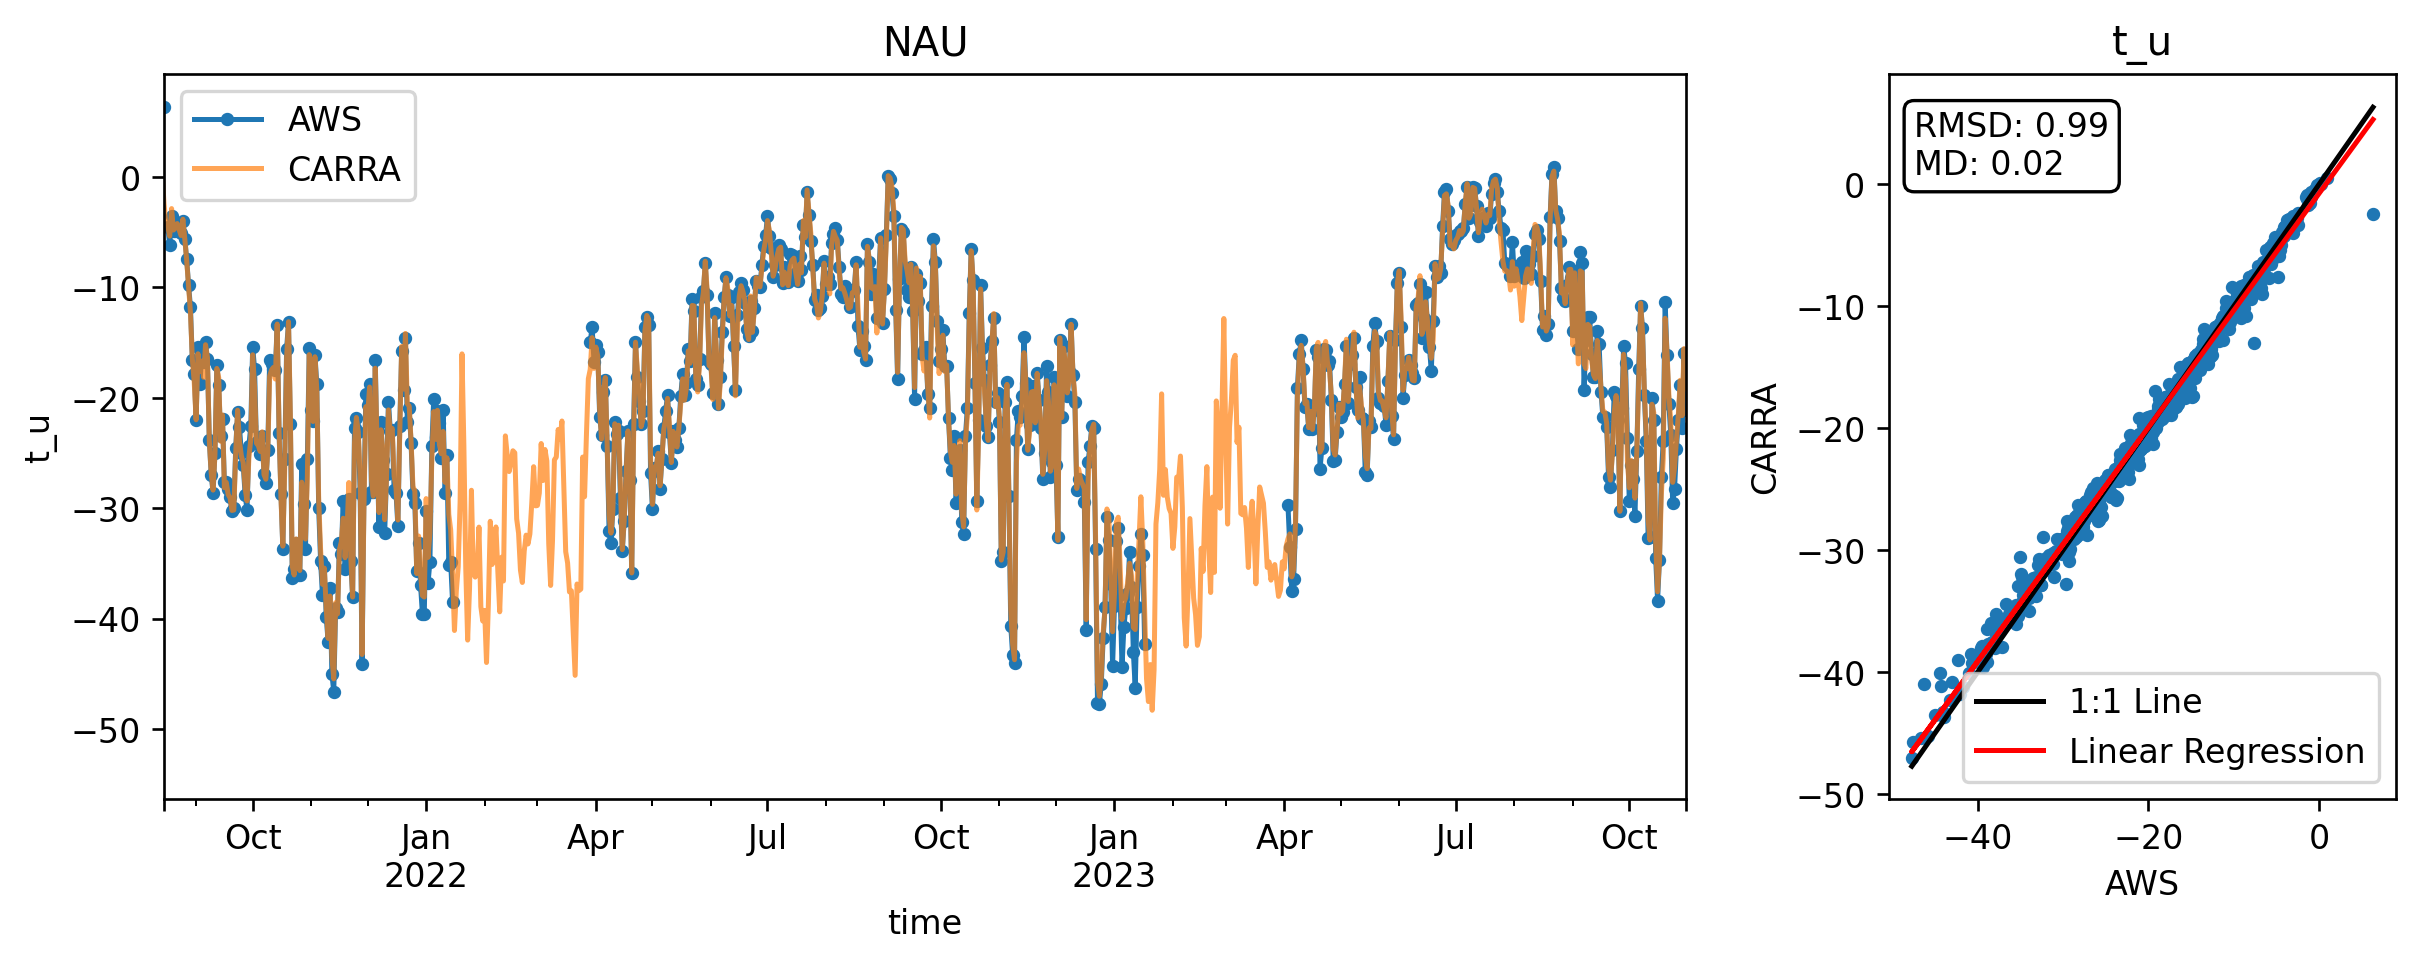 NAU
AWS
CARRA
0
−10
−20
−30
−40
−50
t_u
Oct
Jan
2022
Apr
Jul
Oct
Jan
2023
Apr
Jul
Oct
time
t_u
RMSD: 0.99
MD: 0.02
0
−10
−20
−30
−40
−50
CARRA
1:1 Line
Linear Regression
−40
−20
0
AWS